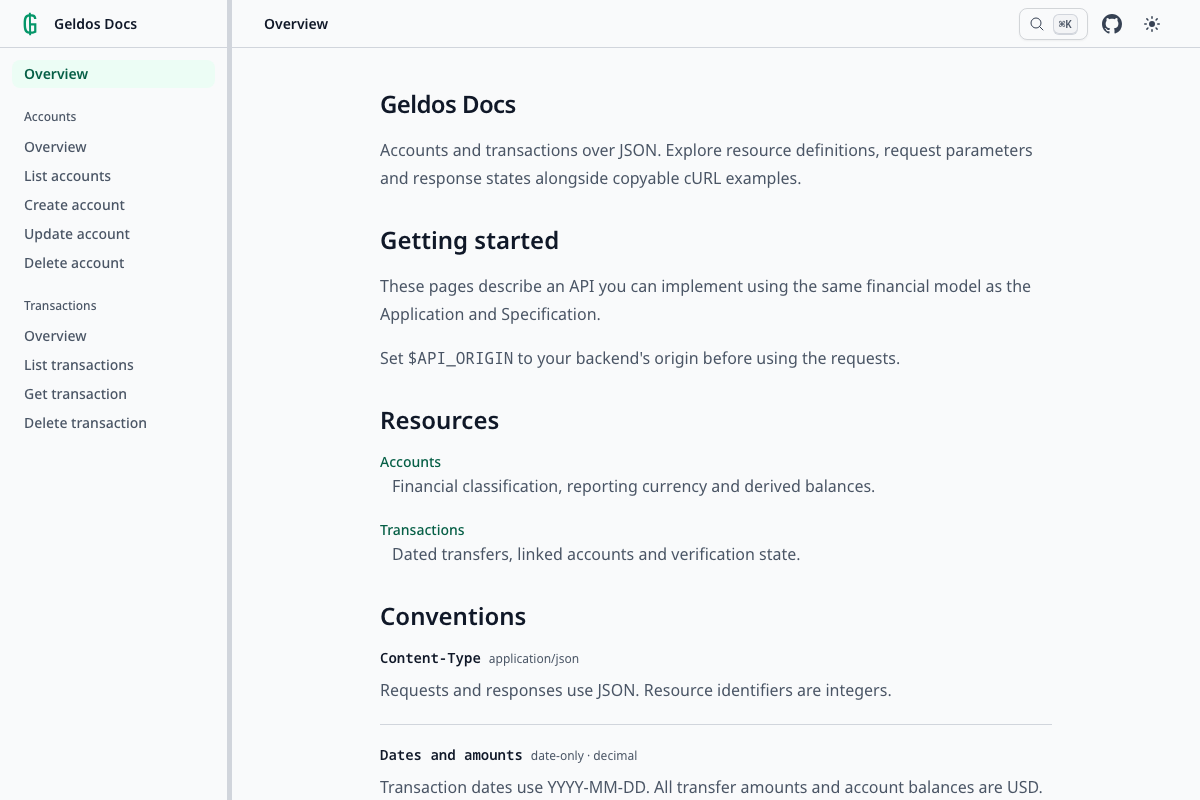 Geldos Docs
Overview
⌘K
Overview
Accounts
Overview
List accounts
Create account
Update account
Delete account
Transactions
Overview
List transactions
Get transaction
Delete transaction
Geldos Docs
Accounts and transactions over JSON. Explore resource definitions, request parameters
and response states alongside copyable cURL examples.
Getting started
These pages describe an API you can implement using the same financial model as the
Application and Specification.
Set $API_ORIGIN to your backend's origin before using the requests.
Resources
Accounts
Financial classification, reporting currency and derived balances.
Transactions
Dated transfers, linked accounts and verification state.
Conventions
Content-Type application/json
Requests and responses use JSON. Resource identifiers are integers.
Dates and amounts date-only · decimal
Transaction dates use YYYY-MM-DD. All transfer amounts and account balances are USD.